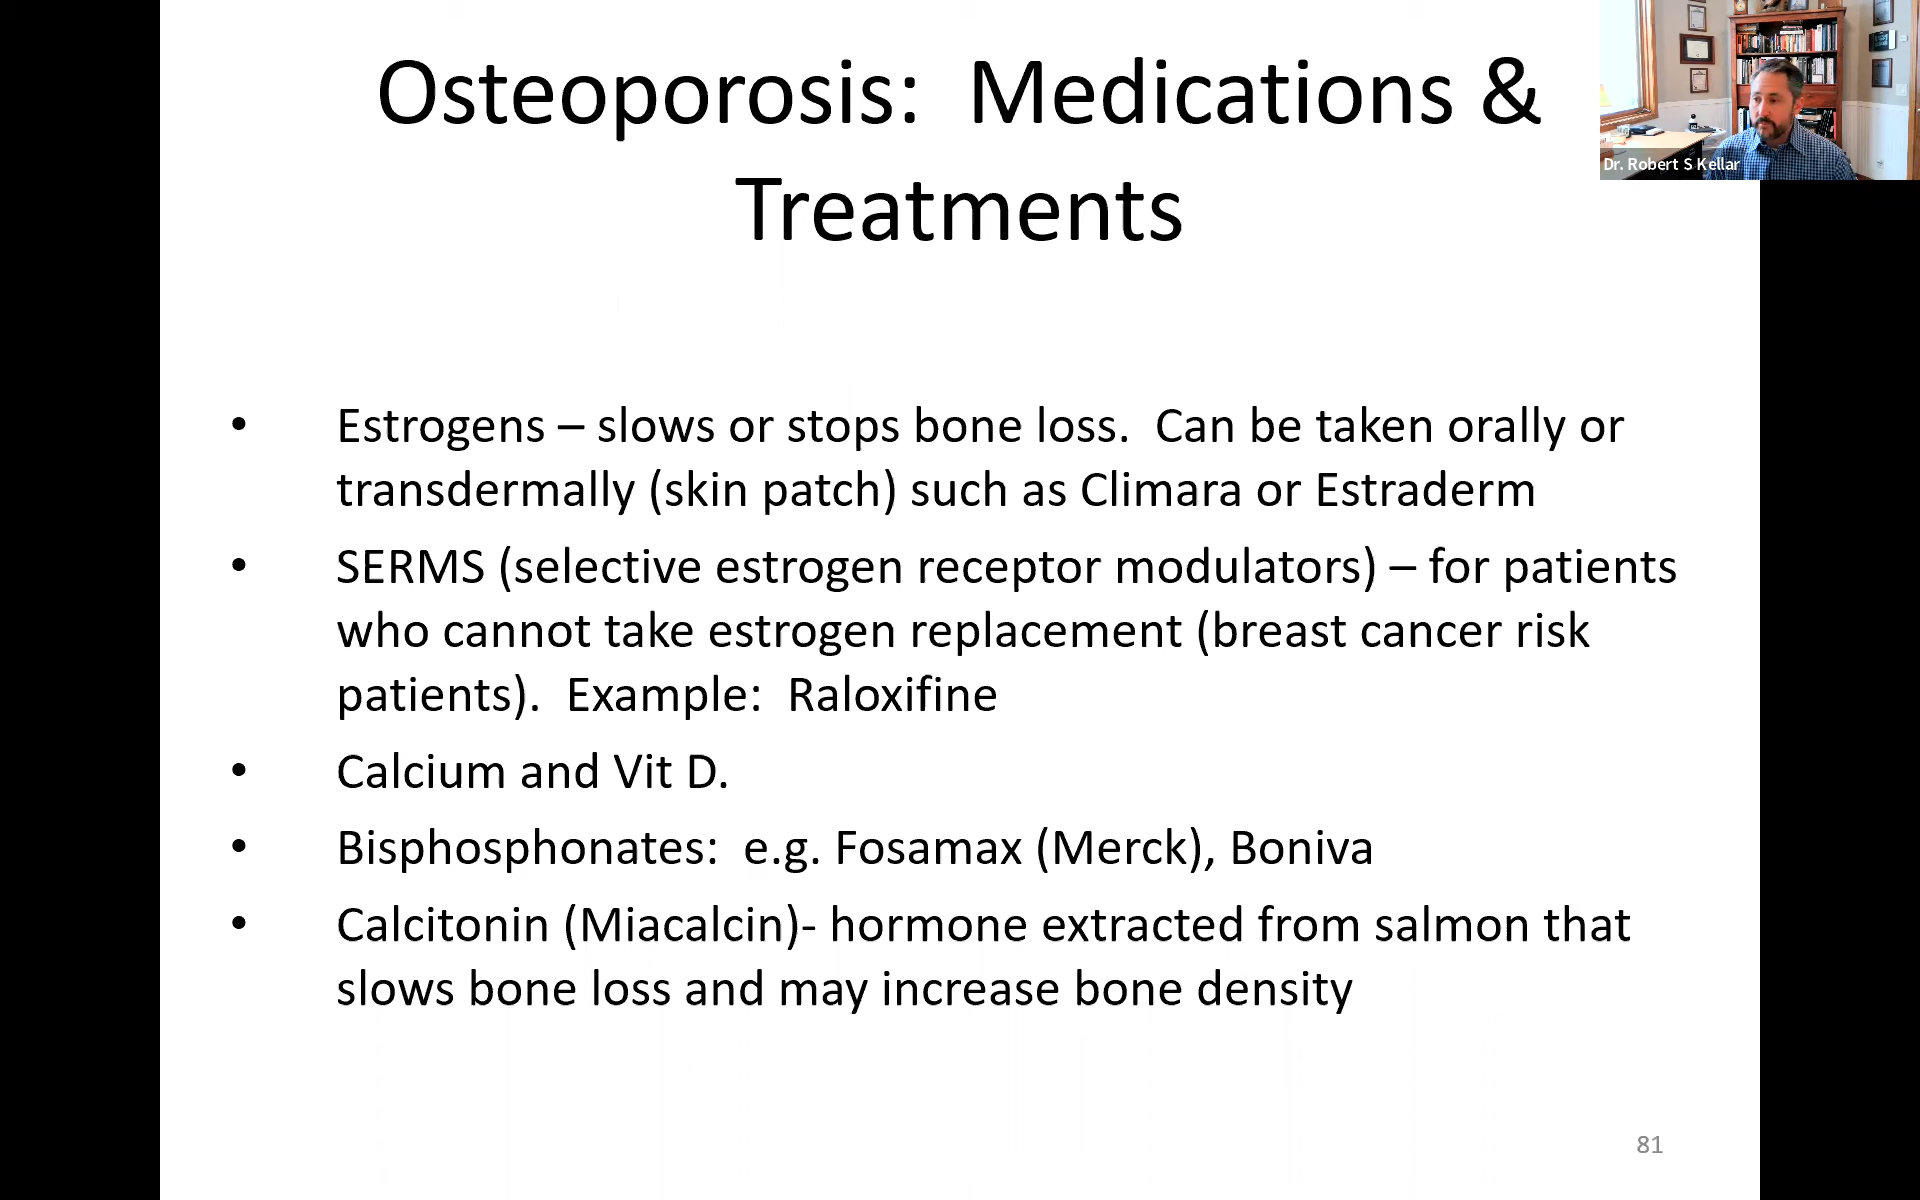 Osteoporosis: Medications &
Treatments
Dr. Robert S Kellar
• Estrogens – slows or stops bone loss. Can be taken orally or
transdermally (skin patch) such as Climara or Estraderm
• SERMS (selective estrogen receptor modulators) – for patients
who cannot take estrogen replacement (breast cancer risk
patients). Example: Raloxifine
• Calcium and Vit D.
• Bisphosphonates: e.g. Fosamax (Merck), Boniva
• Calcitonin (Miacalcin)- hormone extracted from salmon that
slows bone loss and may increase bone density
81